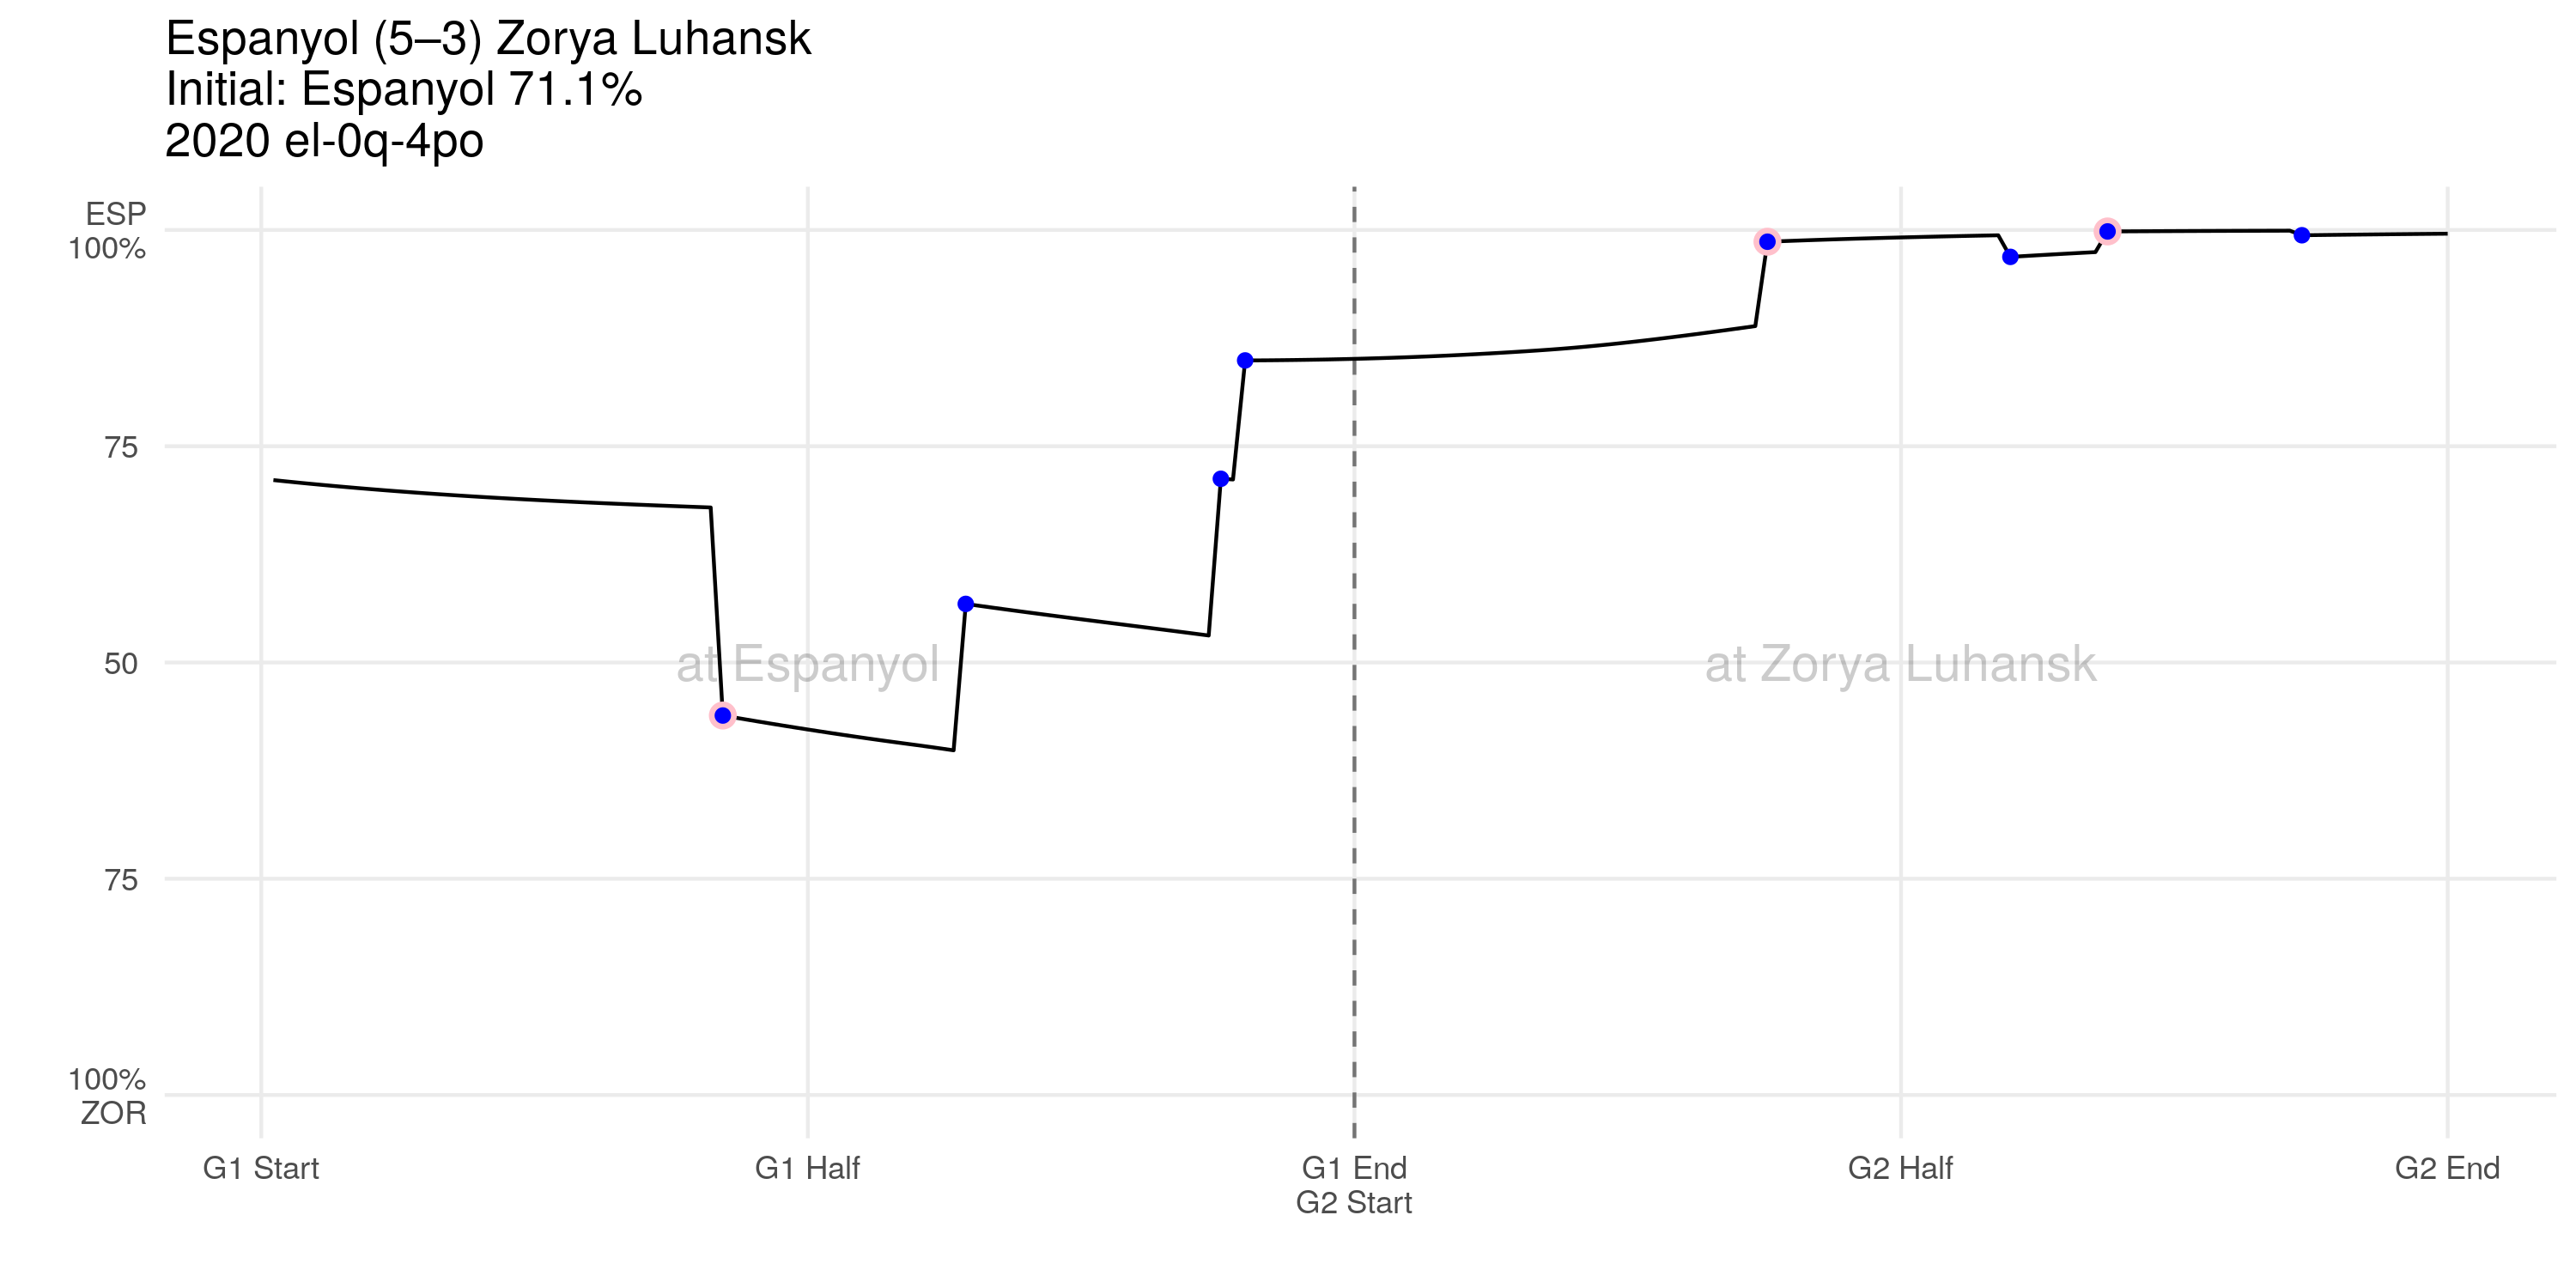 Espanyol (5–3) Zorya Luhansk
Initial: Espanyol 71.1%
2020 el-0q-4po
ESP
100%
75
50
75
100%
ZOR
at Espanyol
at Zorya Luhansk
G1 Start
G1 Half
G1 End
G2 Start
G2 Half
G2 End